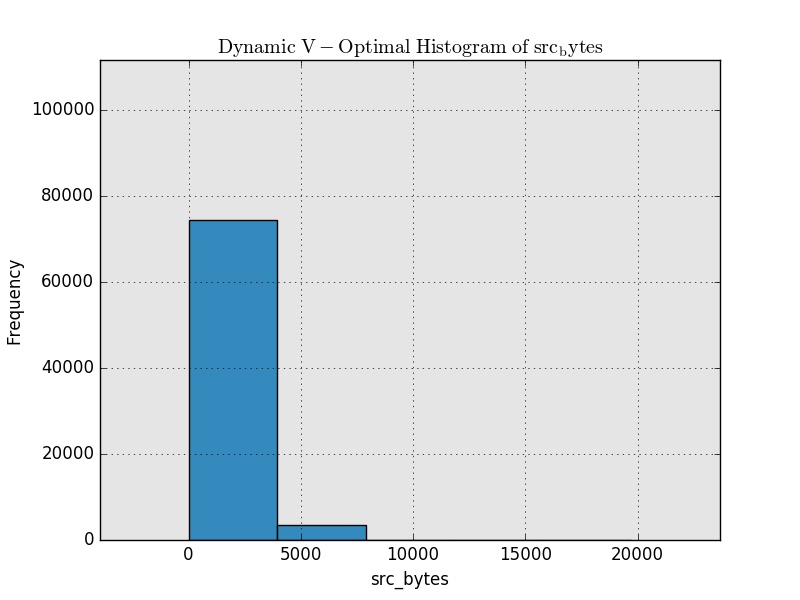 Dynamic V − Optimal Histogram of src_bytes
100000
80000
60000
40000
20000
0
Frequency
0 5000 10000 15000 20000
src_bytes